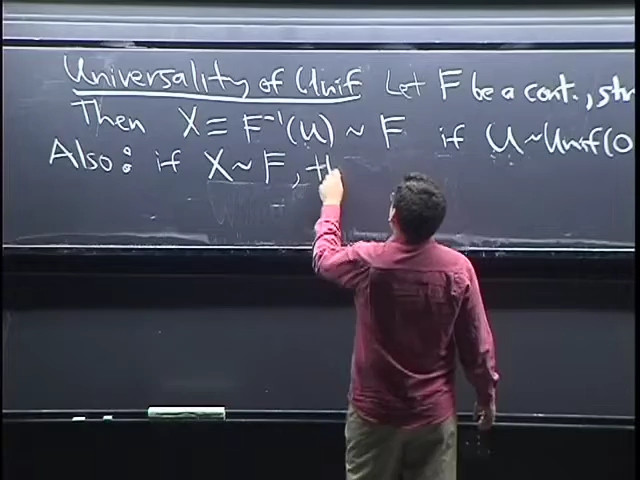 Universality of Unif Let F be a cont., str
Then X = F⁻¹(U) ~ F if U~Unif(0
Also: if X~F, th